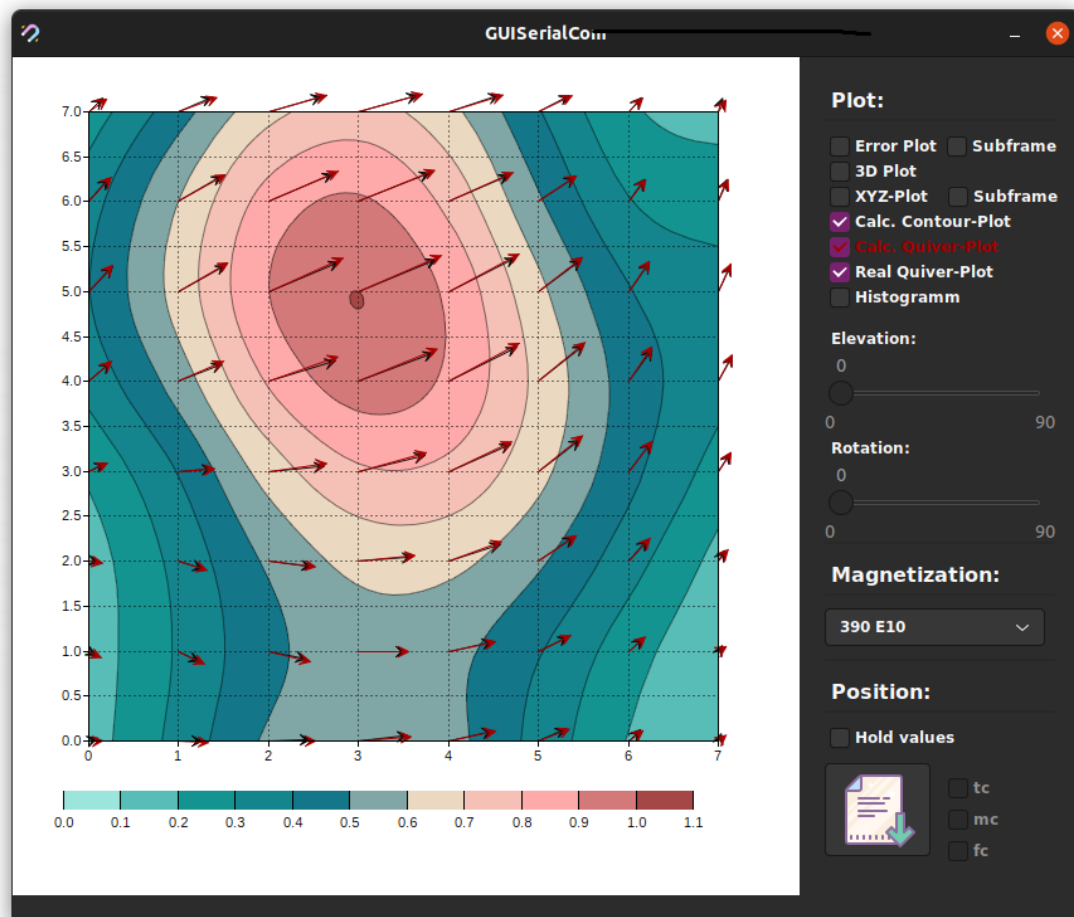 GUISerialCom
Plot:
Error Plot Subframe
3D Plot
XYZ-Plot Subframe
Calc. Contour-Plot
Calc. Quiver-Plot
Real Quiver-Plot
Histogramm
Elevation:
0
0 90
Rotation:
0
0 90
Magnetization:
390 E10
Position:
Hold values
tc
mc
fc
7.0
6.5
6.0
5.5
5.0
4.5
4.0
3.5
3.0
2.5
2.0
1.5
1.0
0.5
0.0
0 1 2 3 4 5 6 7
0.0 0.1 0.2 0.3 0.4 0.5 0.6 0.7 0.8 0.9 1.0 1.1